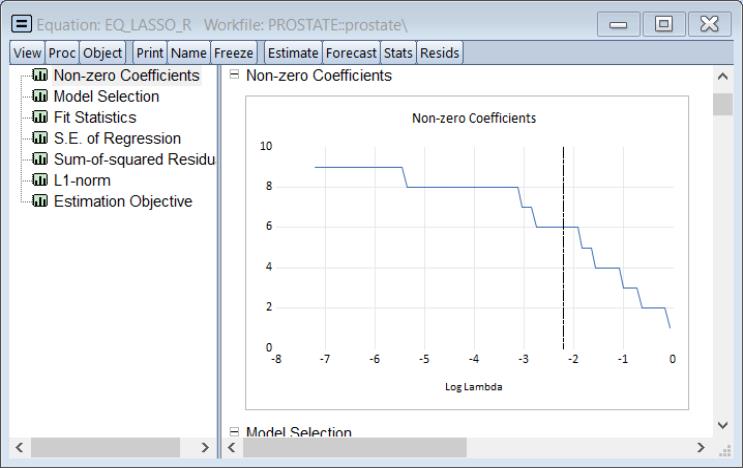 Equation: EQ_LASSO_R Workfile: PROSTATE::prostate\
View Proc Object Print Name Freeze Estimate Forecast Stats Resids
Non-zero Coefficients
Model Selection
Fit Statistics
S.E. of Regression
Sum-of-squared Residu
L1-norm
Estimation Objective
Non-zero Coefficients
Non-zero Coefficients
10
8
6
4
2
0
-8 -7 -6 -5 -4 -3 -2 -1 0
Log Lambda
Model Selection